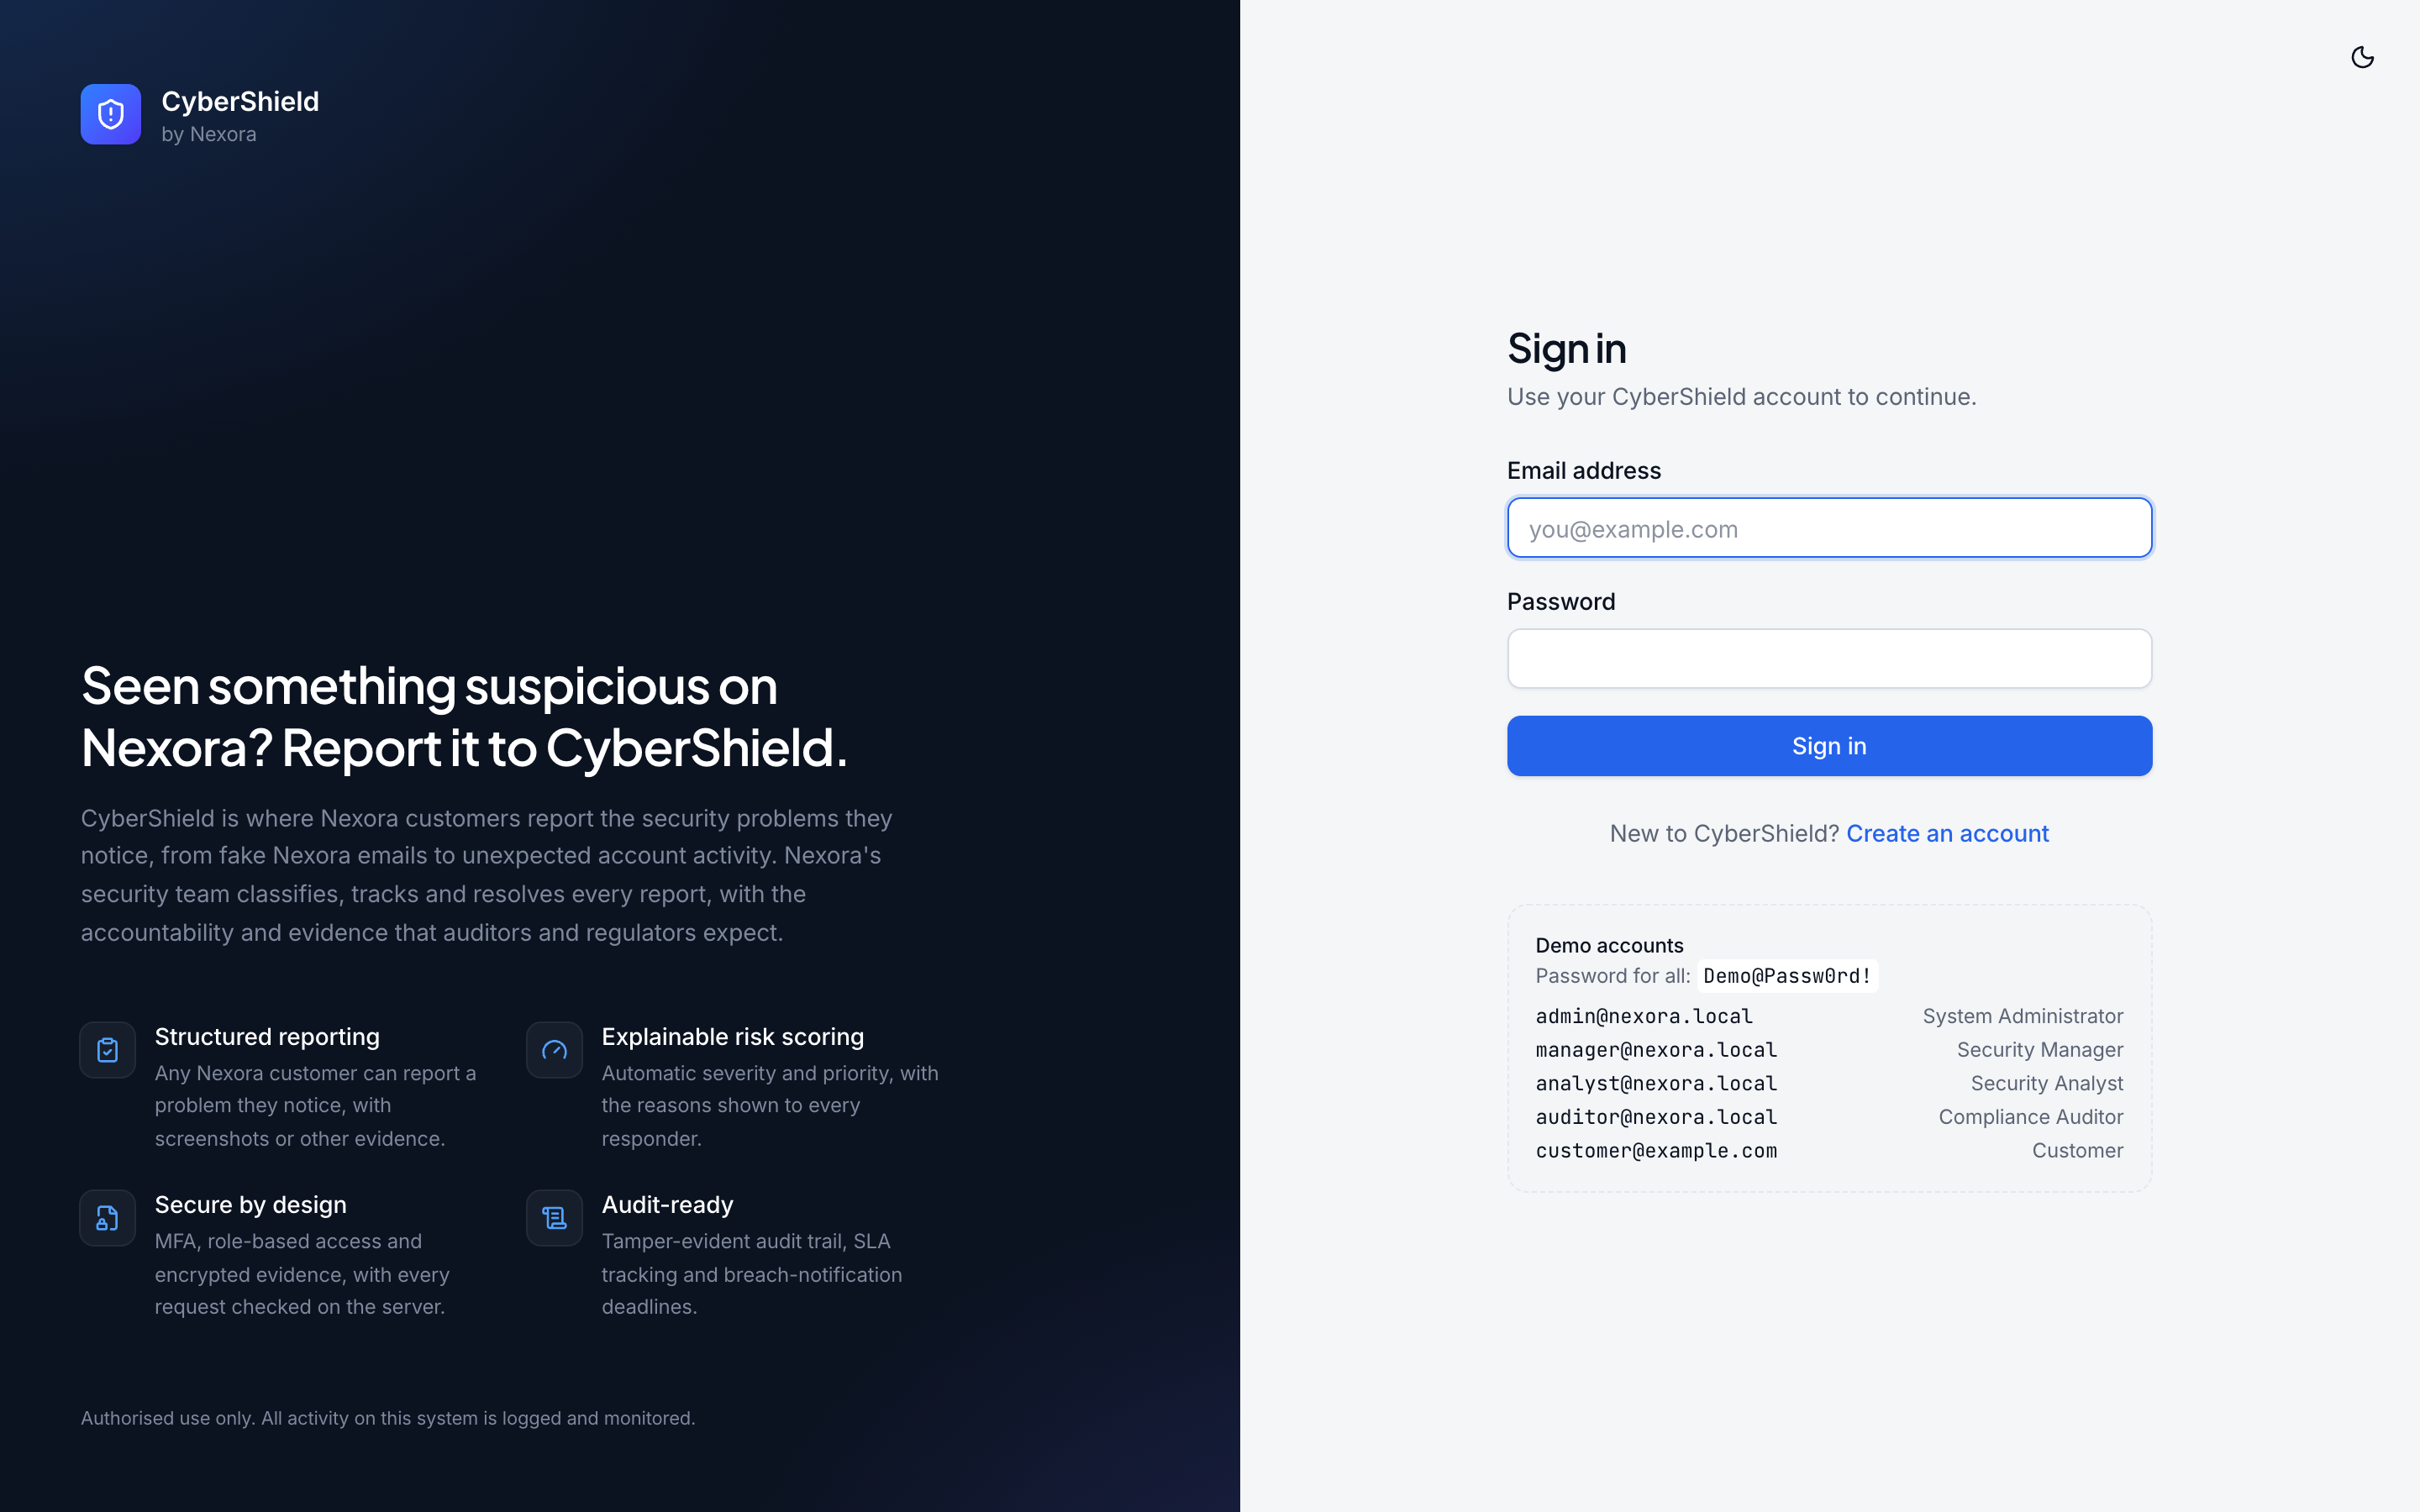 CyberShield
by Nexora
Seen something suspicious on
Nexora? Report it to CyberShield.
CyberShield is where Nexora customers report the security problems they
notice, from fake Nexora emails to unexpected account activity. Nexora's
security team classifies, tracks and resolves every report, with the
accountability and evidence that auditors and regulators expect.
Structured reporting
Any Nexora customer can report a
problem they notice, with
screenshots or other evidence.
Explainable risk scoring
Automatic severity and priority, with
the reasons shown to every
responder.
Secure by design
MFA, role-based access and
encrypted evidence, with every
request checked on the server.
Audit-ready
Tamper-evident audit trail, SLA
tracking and breach-notification
deadlines.
Authorised use only. All activity on this system is logged and monitored.
Sign in
Use your CyberShield account to continue.
Email address
you@example.com
Password
Sign in
New to CyberShield? Create an account
Demo accounts
Password for all: Demo@Passw0rd!
admin@nexora.local System Administrator
manager@nexora.local Security Manager
analyst@nexora.local Security Analyst
auditor@nexora.local Compliance Auditor
customer@example.com Customer